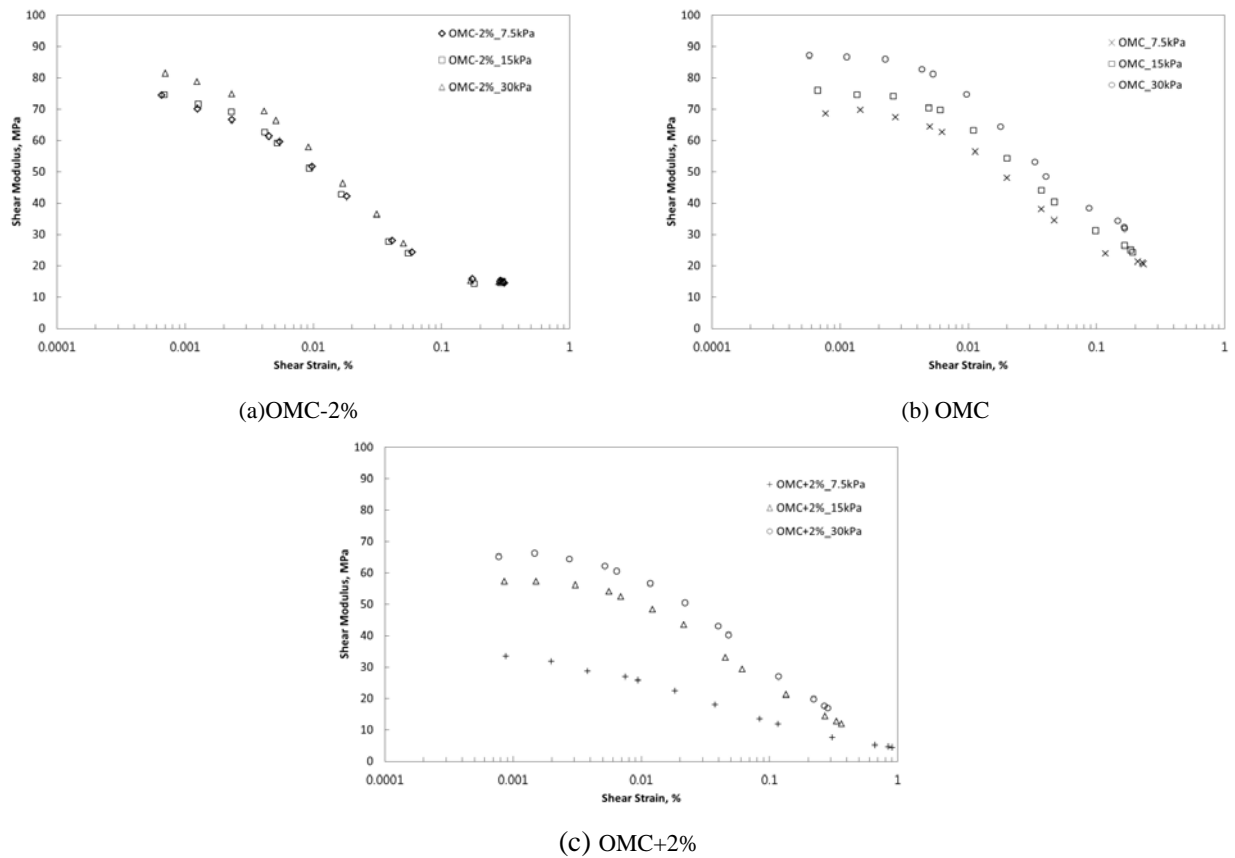 100
90
80
70
60
50
40
30
20
10
0
Shear Modulus, MPa
OMC-2%_7.5kPa
OMC-2%_15kPa
OMC-2%_30kPa
0.0001 0.001 0.01 0.1 1
Shear Strain, %
(a)OMC-2%
100
90
80
70
60
50
40
30
20
10
0
Shear Modulus, MPa
OMC_7.5kPa
OMC_15kPa
OMC_30kPa
0.0001 0.001 0.01 0.1 1
Shear Strain, %
(b) OMC
100
90
80
70
60
50
40
30
20
10
0
Shear Modulus, MPa
OMC+2%_7.5kPa
OMC+2%_15kPa
OMC+2%_30kPa
0.0001 0.001 0.01 0.1 1
Shear Strain, %
(c) OMC+2%